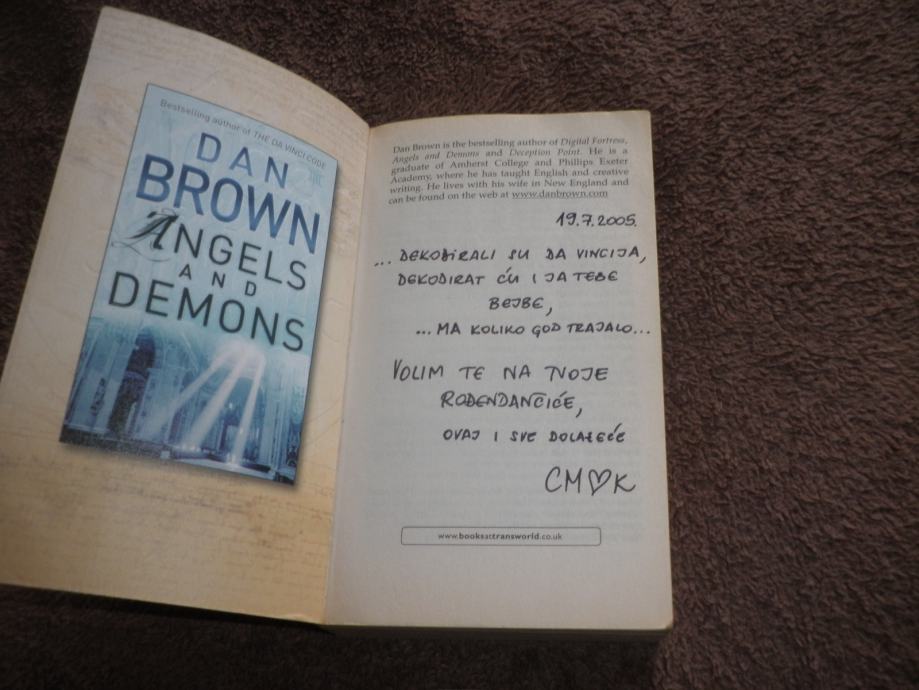 Bestselling author of THE DA VINCI CODE
DAN
BROWN
ANGELS
AND
DEMONS
Dan Brown is the bestselling author of Digital Fortress,
Angels and Demons and Deception Point. He is a
graduate of Amherst College and Phillips Exeter
Academy, where he has taught English and creative
writing. He lives with his wife in New England and
can be found on the web at www.danbrown.com
19.7.2005.
... DEKODIRALI SU DA VINCIJA,
DEKODIRAT ĆU I JA TEBE
BEJBE,
... MA KOLIKO GOD TRAJALO...
VOLIM TE NA TVOJE
ROĐENDANČIĆE,
OVAJ I SVE DOLAZEĆE
CM♡K
www.booksattransworld.co.uk